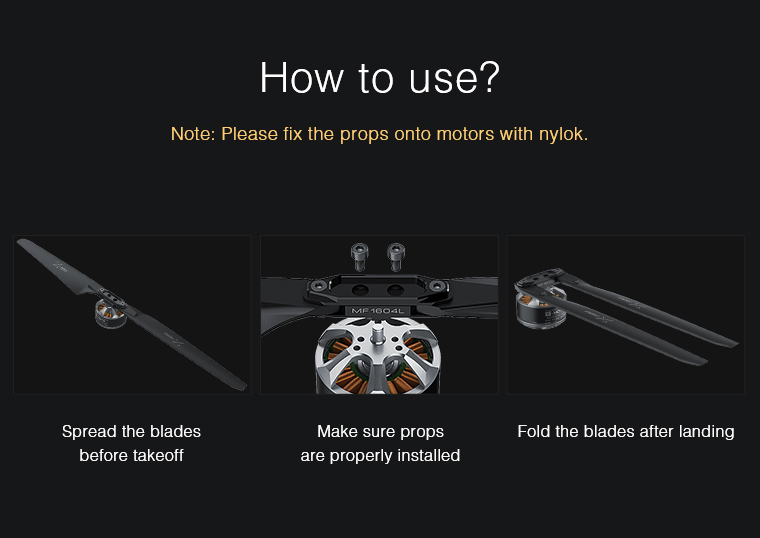 How to use?
Note: Please fix the props onto motors with nylok.
MF1604L
Spread the blades
before takeoff
Make sure props
are properly installed
Fold the blades after landing